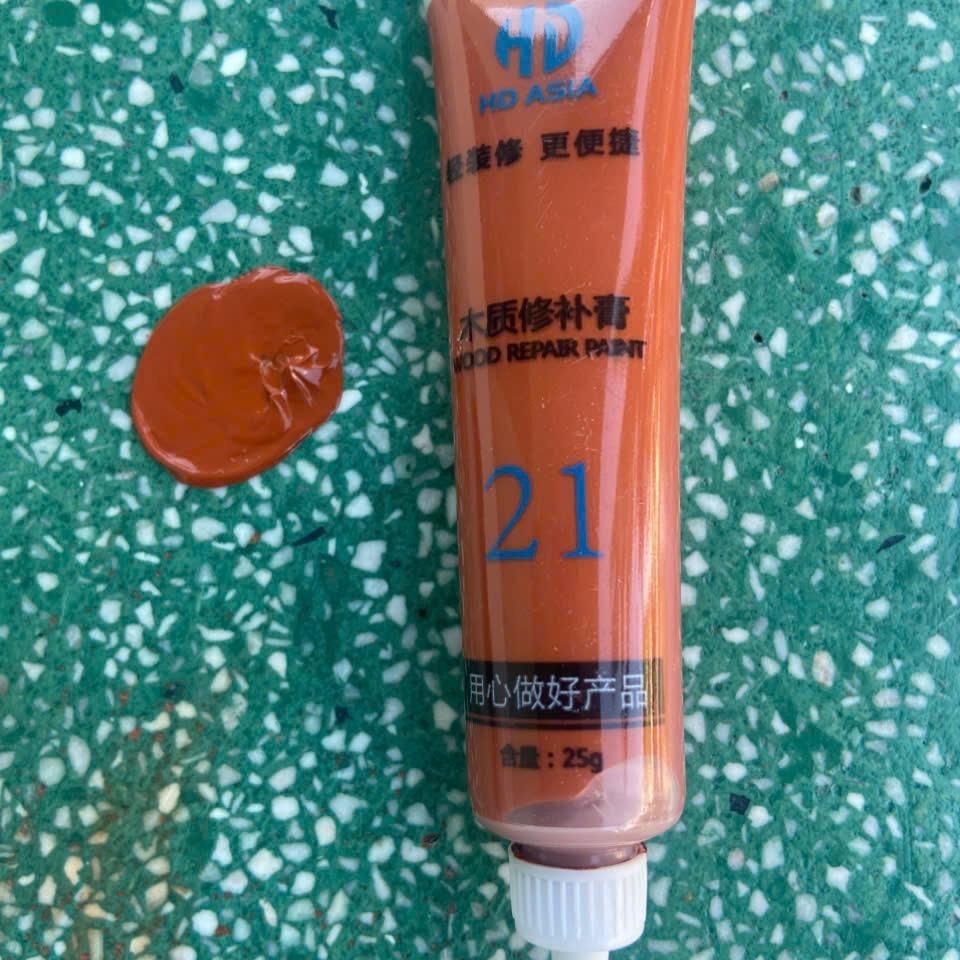 HD
HD ASIA
轻装修 更便捷
木质修补膏
WOOD REPAIR PAINT
21
用心做好产品
含量：25g